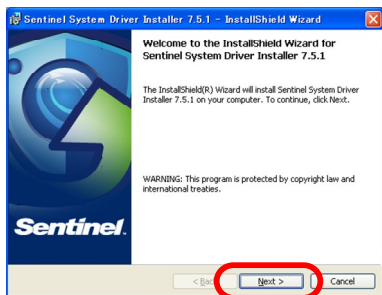 Sentinel System Driver Installer 7.5.1 - InstallShield Wizard
Welcome to the InstallShield Wizard for
Sentinel System Driver Installer 7.5.1
The InstallShield(R) Wizard will install Sentinel System Driver
Installer 7.5.1 on your computer. To continue, click Next.
WARNING: This program is protected by copyright law and
international treaties.
Sentinel.
Next > Cancel